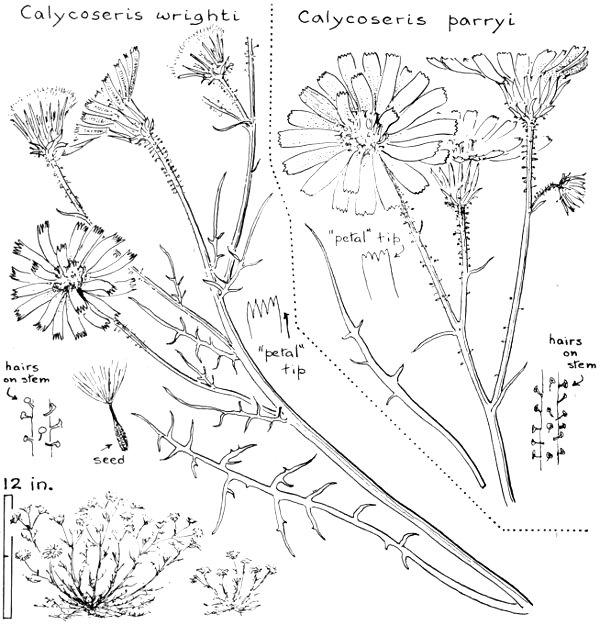 Calycoseris wrighti
Calycoseris parryi
"petal" tip
"petal"
tip
hairs
on stem
hairs
on
stem
seed
12 in.